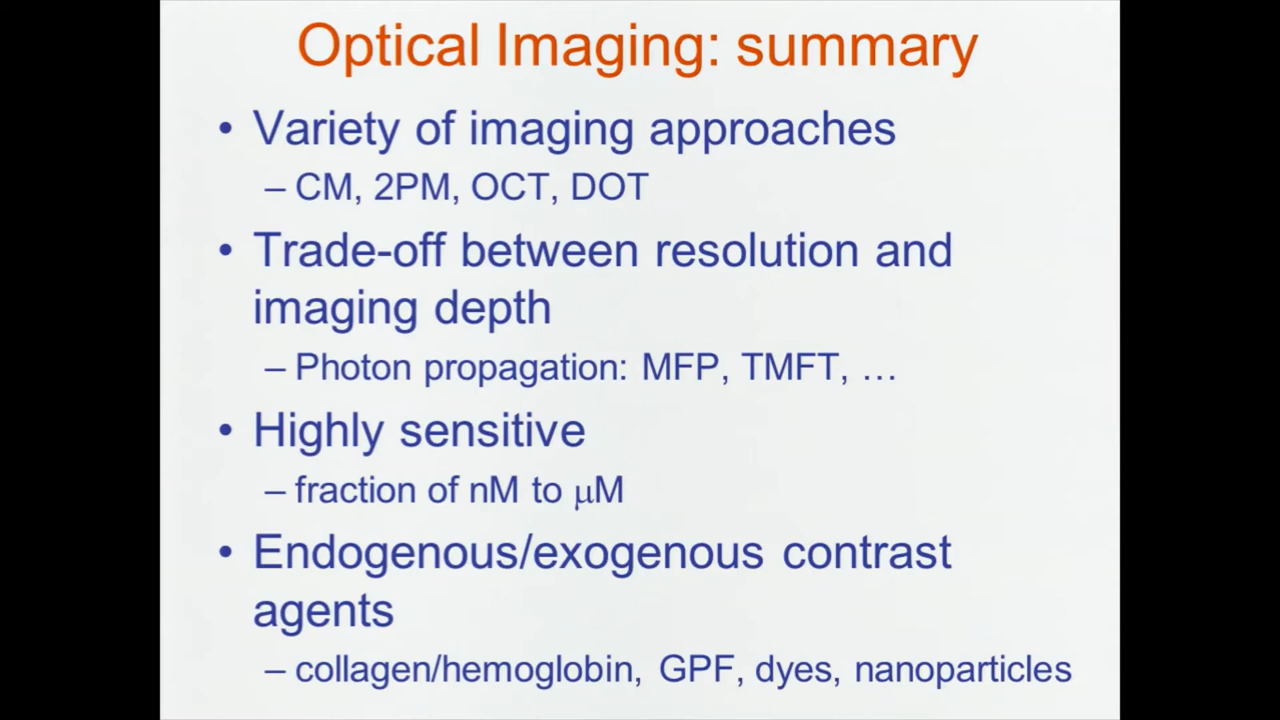 Optical Imaging: summary
• Variety of imaging approaches
– CM, 2PM, OCT, DOT
• Trade-off between resolution and
imaging depth
– Photon propagation: MFP, TMFT, …
• Highly sensitive
– fraction of nM to μM
• Endogenous/exogenous contrast
agents
– collagen/hemoglobin, GPF, dyes, nanoparticles